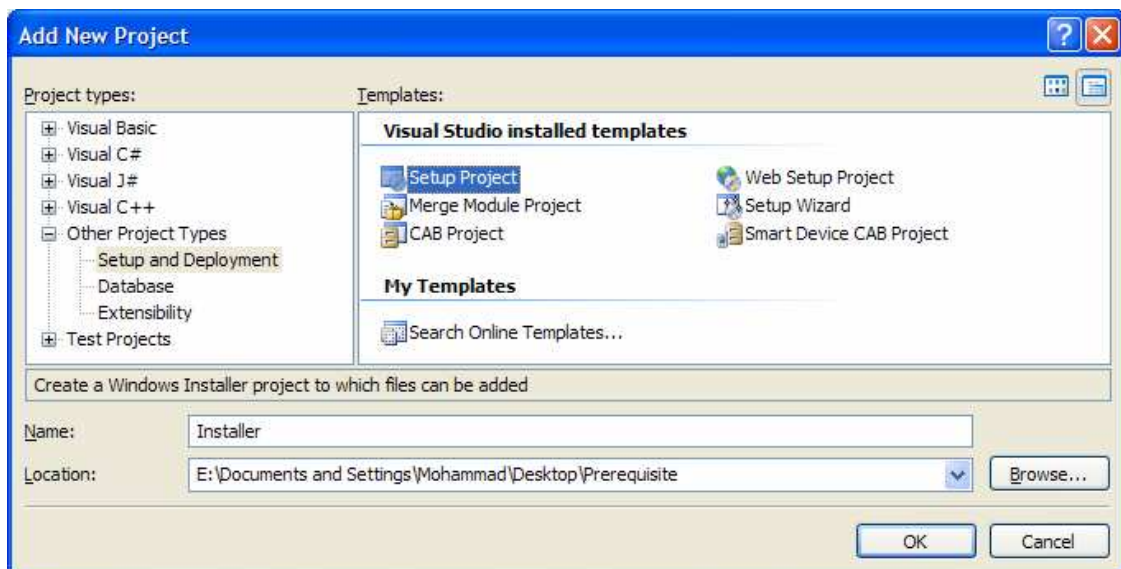 Add New Project
Project types:
Templates:
Visual Basic
Visual C#
Visual J#
Visual C++
Other Project Types
Setup and Deployment
Database
Extensibility
Test Projects
Visual Studio installed templates
Setup Project
Web Setup Project
Merge Module Project
Setup Wizard
CAB Project
Smart Device CAB Project
My Templates
Search Online Templates...
Create a Windows Installer project to which files can be added
Name:
Installer
Location:
E:\Documents and Settings\Mohammad\Desktop\Prerequisite
Browse...
OK
Cancel